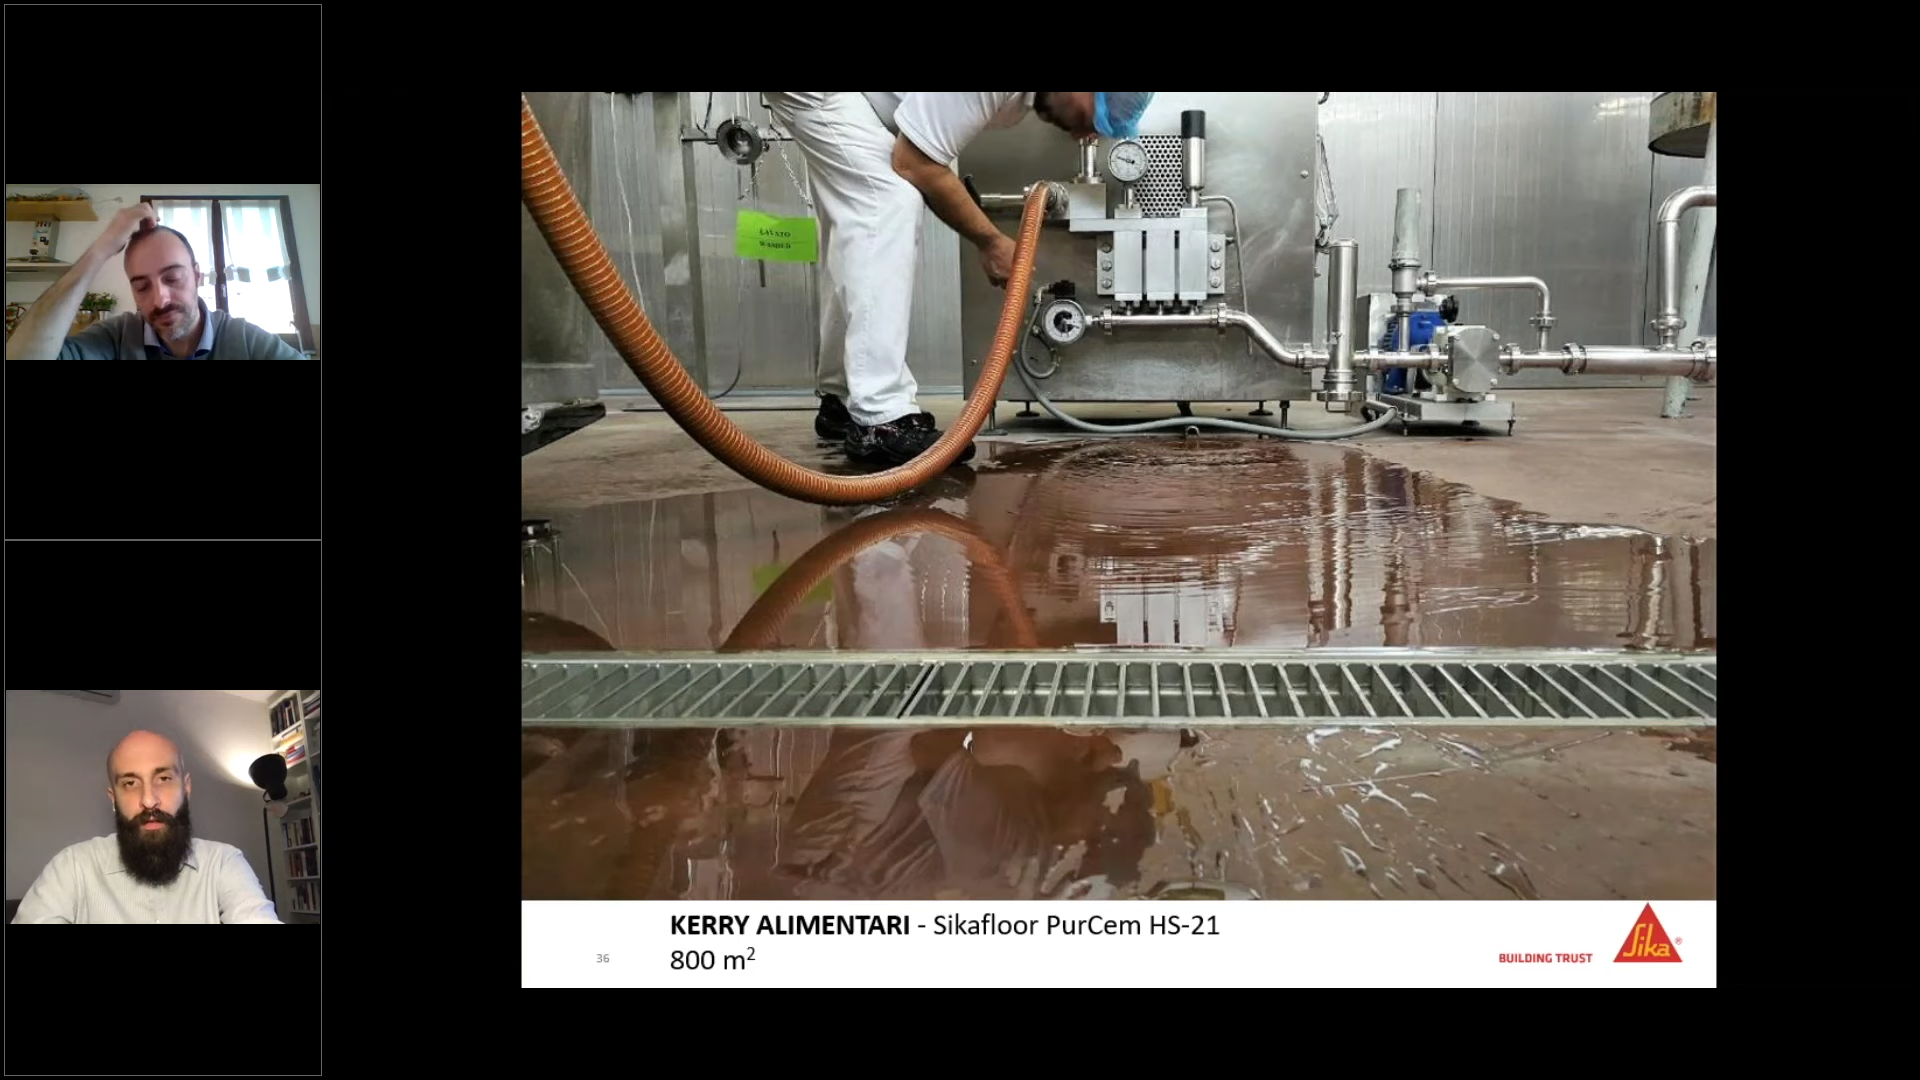 LAVATO
WASHED
KERRY ALIMENTARI - Sikafloor PurCem HS-21
800 m²
36
BUILDING TRUST
Sika®